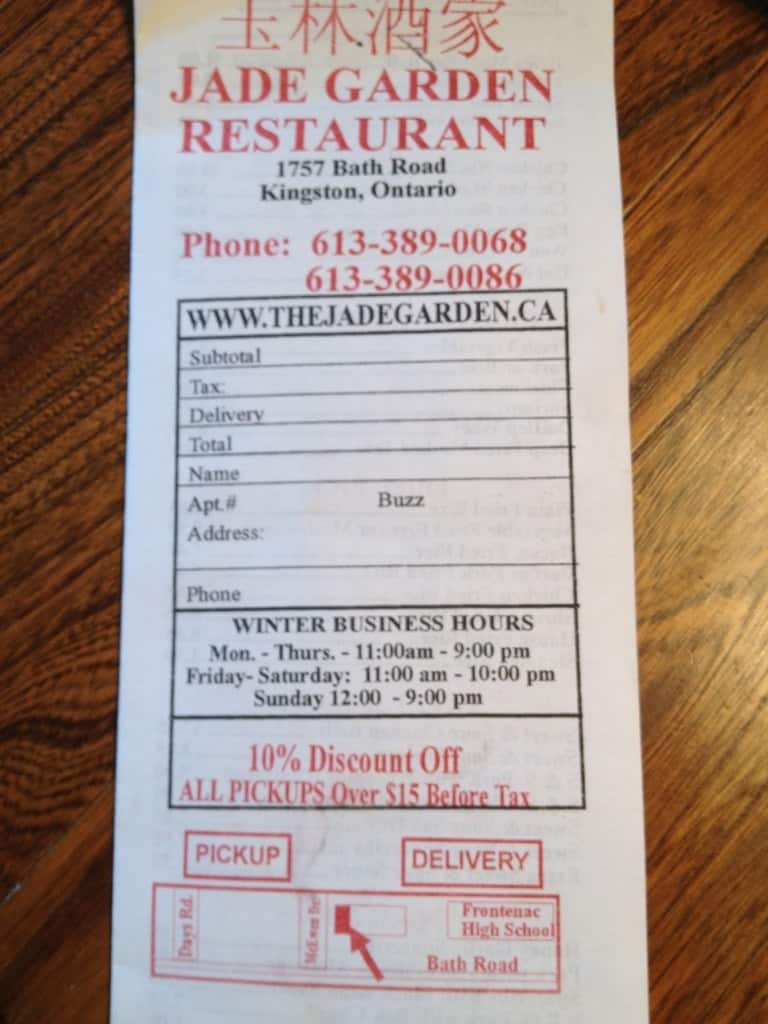 玉林酒家
JADE GARDEN
RESTAURANT
1757 Bath Road
Kingston, Ontario
Phone: 613-389-0068
613-389-0086
WWW.THEJADEGARDEN.CA
Subtotal
Tax:
Delivery
Total
Name
Apt.# Buzz
Address:
Phone
WINTER BUSINESS HOURS
Mon. - Thurs. - 11:00am - 9:00 pm
Friday- Saturday: 11:00 am - 10:00 pm
Sunday 12:00 - 9:00 pm
10% Discount Off
ALL PICKUPS Over $15 Before Tax
PICKUP
DELIVERY
Days Rd.
McEwen Dr.
Frontenac
High School
Bath Road